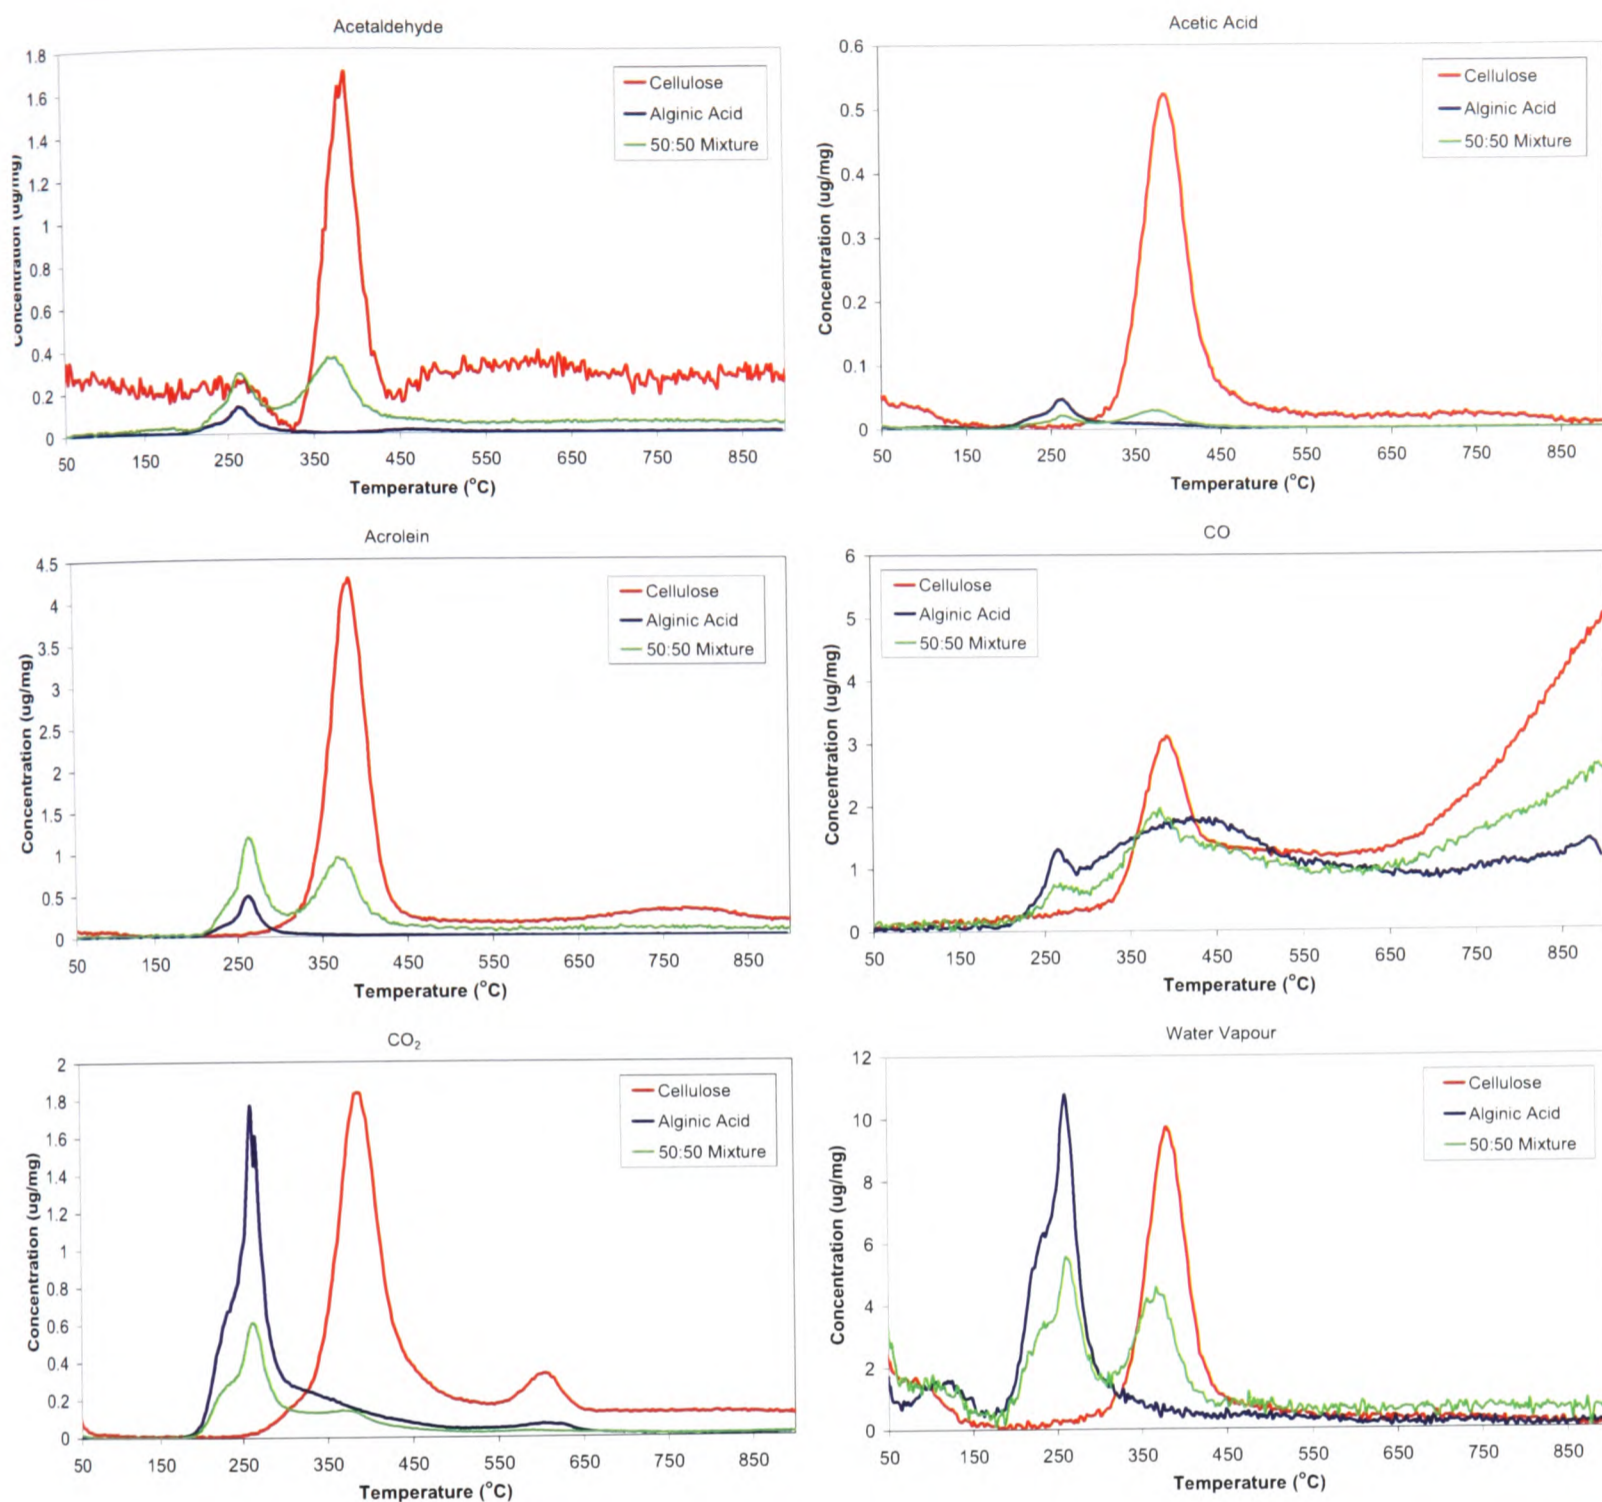 Acetaldehyde
Concentration (ug/mg)
1.8
1.6
1.4
1.2
1
0.8
0.6
0.4
0.2
0
Cellulose
Alginic Acid
50:50 Mixture
50 150 250 350 450 550 650 750 850
Temperature (°C)
Acetic Acid
Concentration (ug/mg)
0.6
0.5
0.4
0.3
0.2
0.1
0
Cellulose
Alginic Acid
50:50 Mixture
50 150 250 350 450 550 650 750 850
Temperature (°C)
Acrolein
Concentration (ug/mg)
4.5
4
3.5
3
2.5
2
1.5
1
0.5
0
Cellulose
Alginic Acid
50:50 Mixture
50 150 250 350 450 550 650 750 850
Temperature (°C)
CO
Concentration (ug/mg)
6
5
4
3
2
1
0
Cellulose
Alginic Acid
50:50 Mixture
50 150 250 350 450 550 650 750 850
Temperature (°C)
CO₂
Concentration (ug/mg)
2
1.8
1.6
1.4
1.2
1
0.8
0.6
0.4
0.2
0
Cellulose
Alginic Acid
50:50 Mixture
50 150 250 350 450 550 650 750 850
Temperature (°C)
Water Vapour
Concentration (ug/mg)
12
10
8
6
4
2
0
Cellulose
Alginic Acid
50:50 Mixture
50 150 250 350 450 550 650 750 850
Temperature (°C)